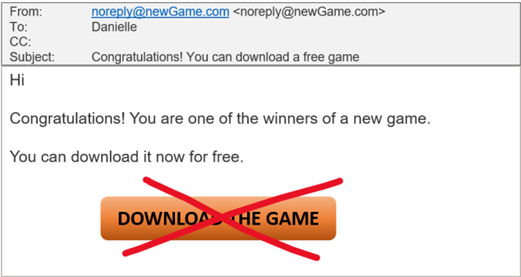 From: noreply@newGame.com <noreply@newGame.com>
To: Danielle
CC:
Subject: Congratulations! You can download a free game
Hi
Congratulations! You are one of the winners of a new game.
You can download it now for free.
DOWNLOAD THE GAME